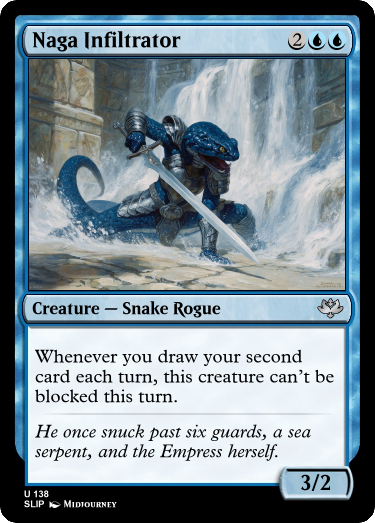 Naga Infiltrator 2
Creature — Snake Rogue
Whenever you draw your second
card each turn, this creature can't be
blocked this turn.
He once snuck past six guards, a sea
serpent, and the Empress herself.
3/2
U 138
SLIP Midjourney